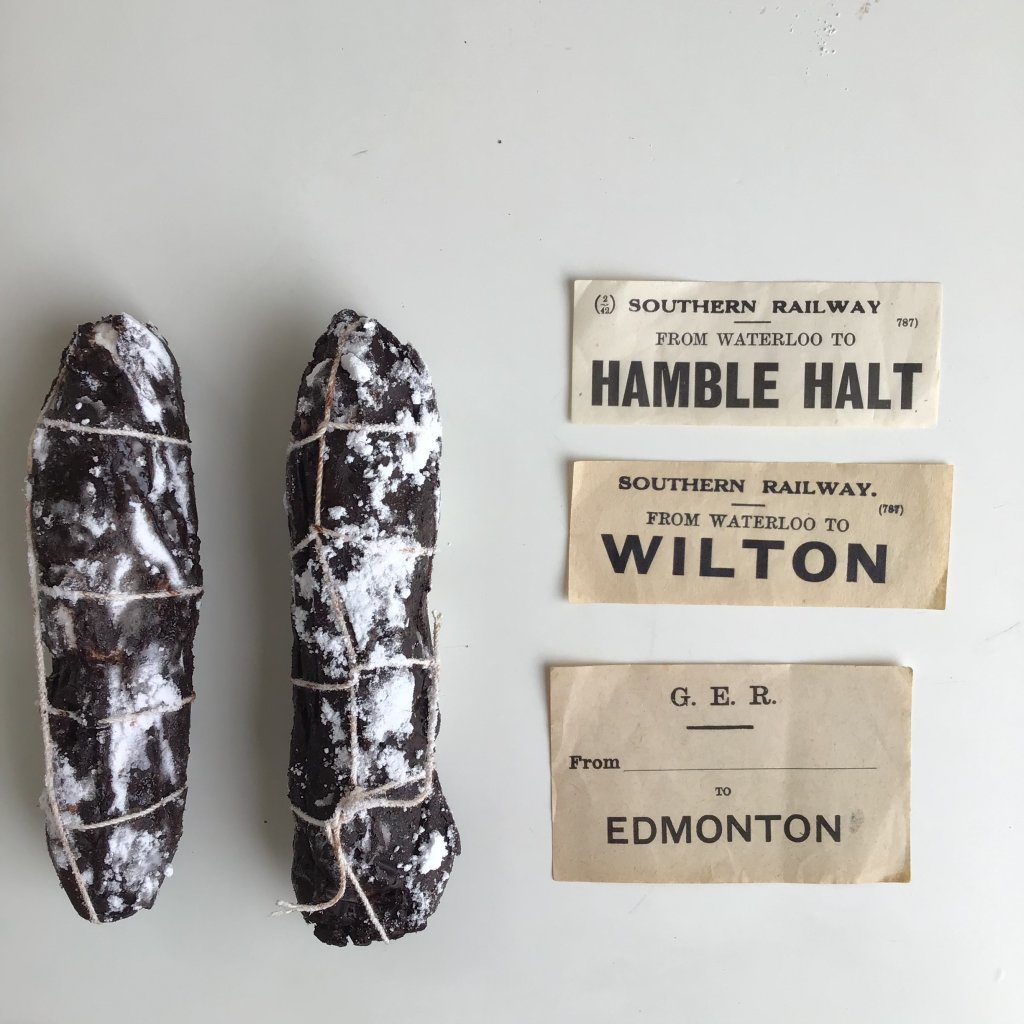 (2/42) SOUTHERN RAILWAY
787)
FROM WATERLOO TO
HAMBLE HALT
SOUTHERN RAILWAY.
(787)
FROM WATERLOO TO
WILTON
G. E. R.
From
TO
EDMONTON